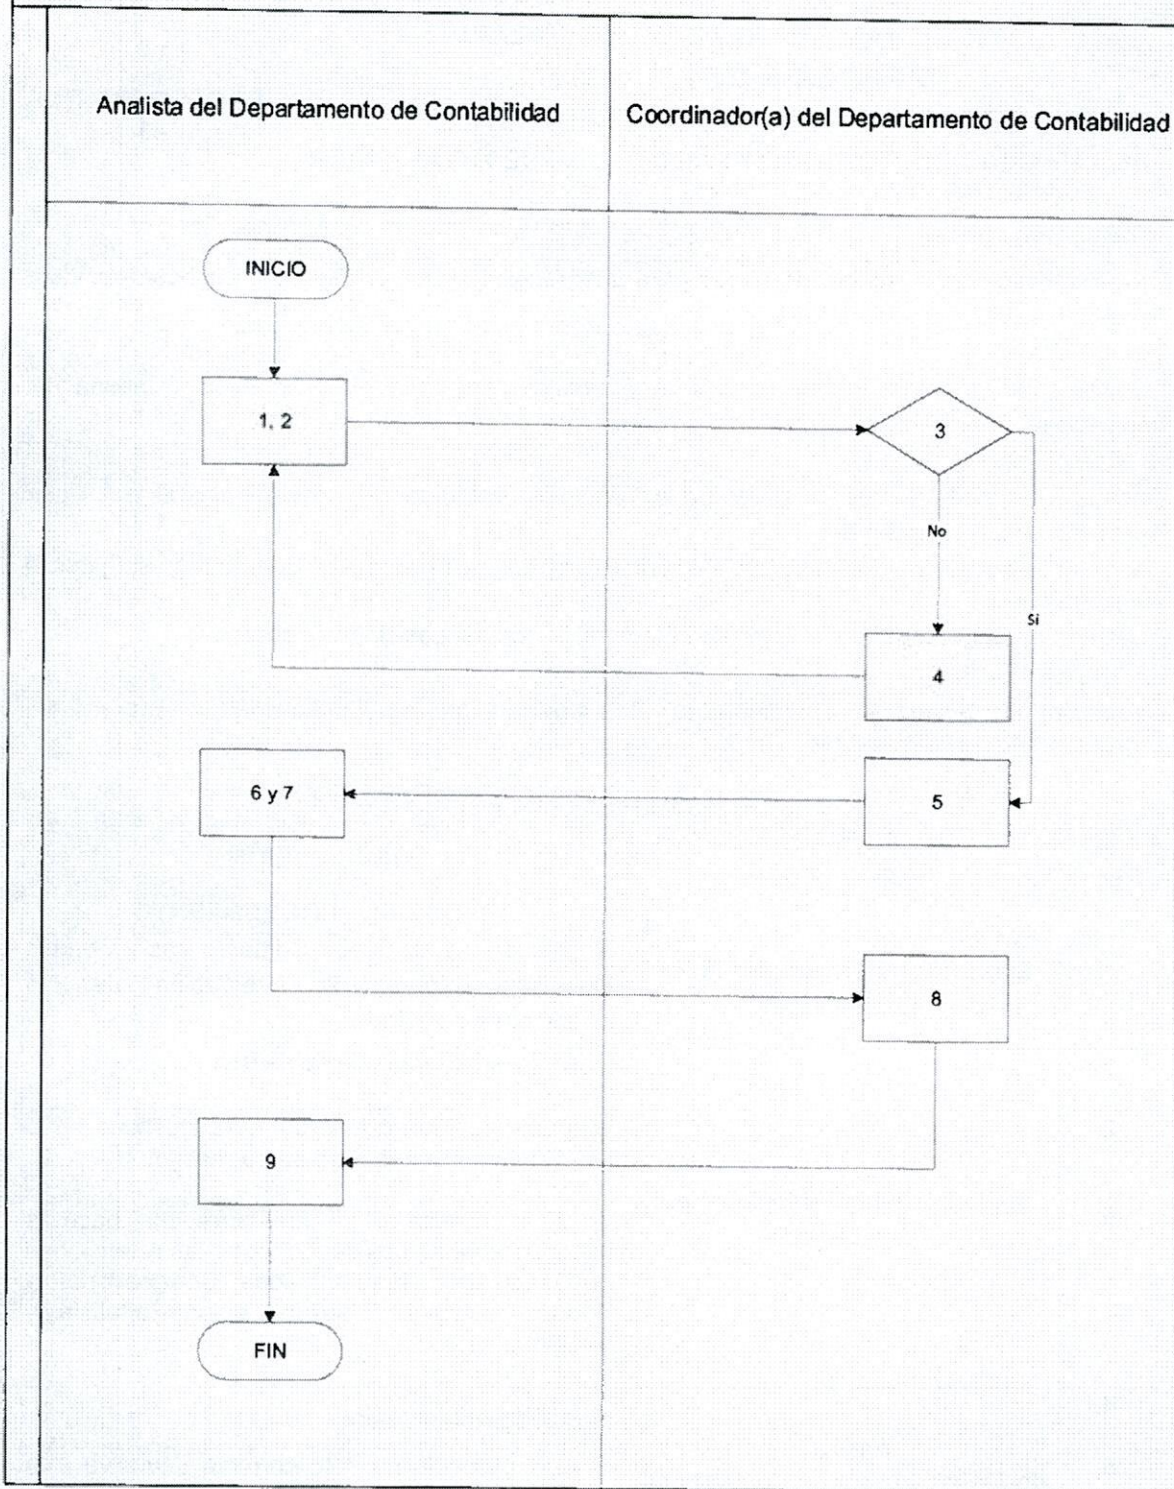 Analista del Departamento de Contabilidad
Coordinador(a) del Departamento de Contabilidad
INICIO
1, 2
3
No
Si
4
6 y 7
5
8
9
FIN